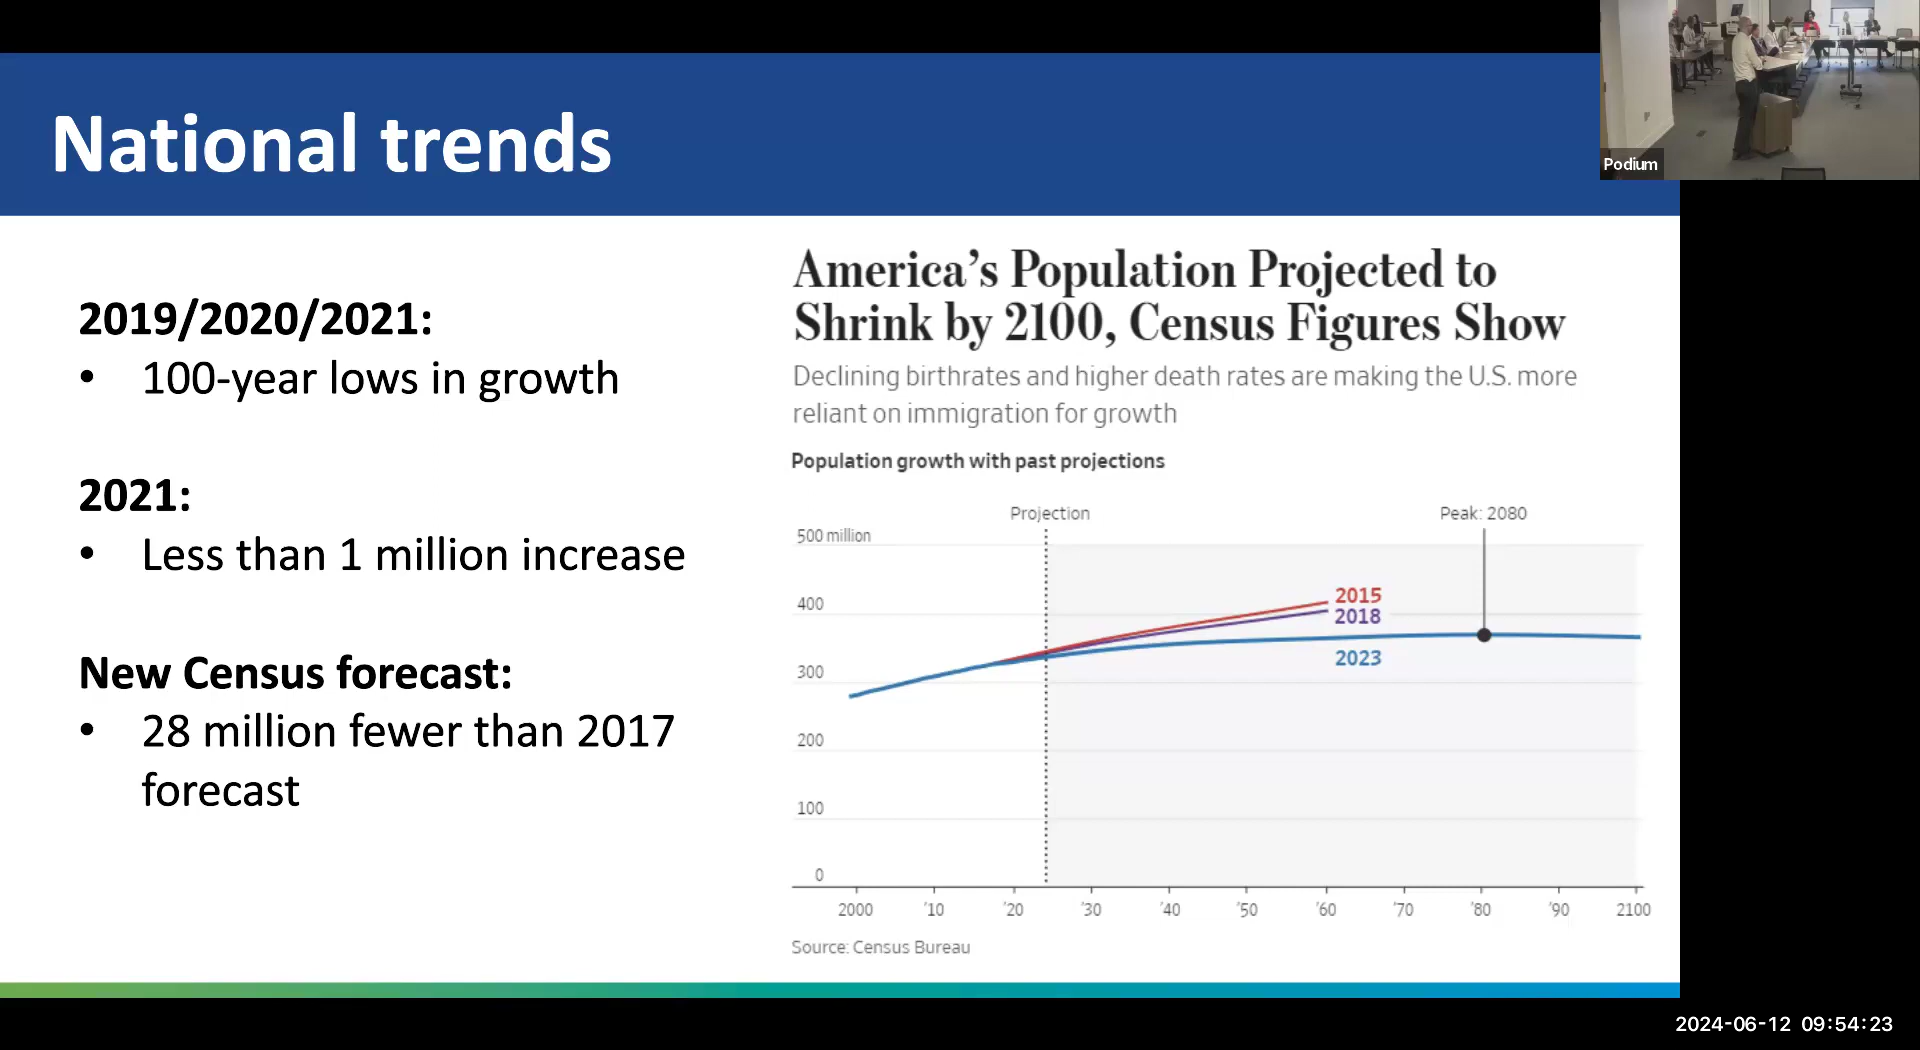 National trends
Podium
2019/2020/2021:
• 100-year lows in growth
2021:
• Less than 1 million increase
New Census forecast:
• 28 million fewer than 2017
forecast
America’s Population Projected to
Shrink by 2100, Census Figures Show
Declining birthrates and higher death rates are making the U.S. more
reliant on immigration for growth
Population growth with past projections
Projection
Peak: 2080
500 million
400
300
200
100
0
2015
2018
2023
2000 ’10 ’20 ’30 ’40 ’50 ’60 ’70 ’80 ’90 2100
Source: Census Bureau
2024-06-12 09:54:23